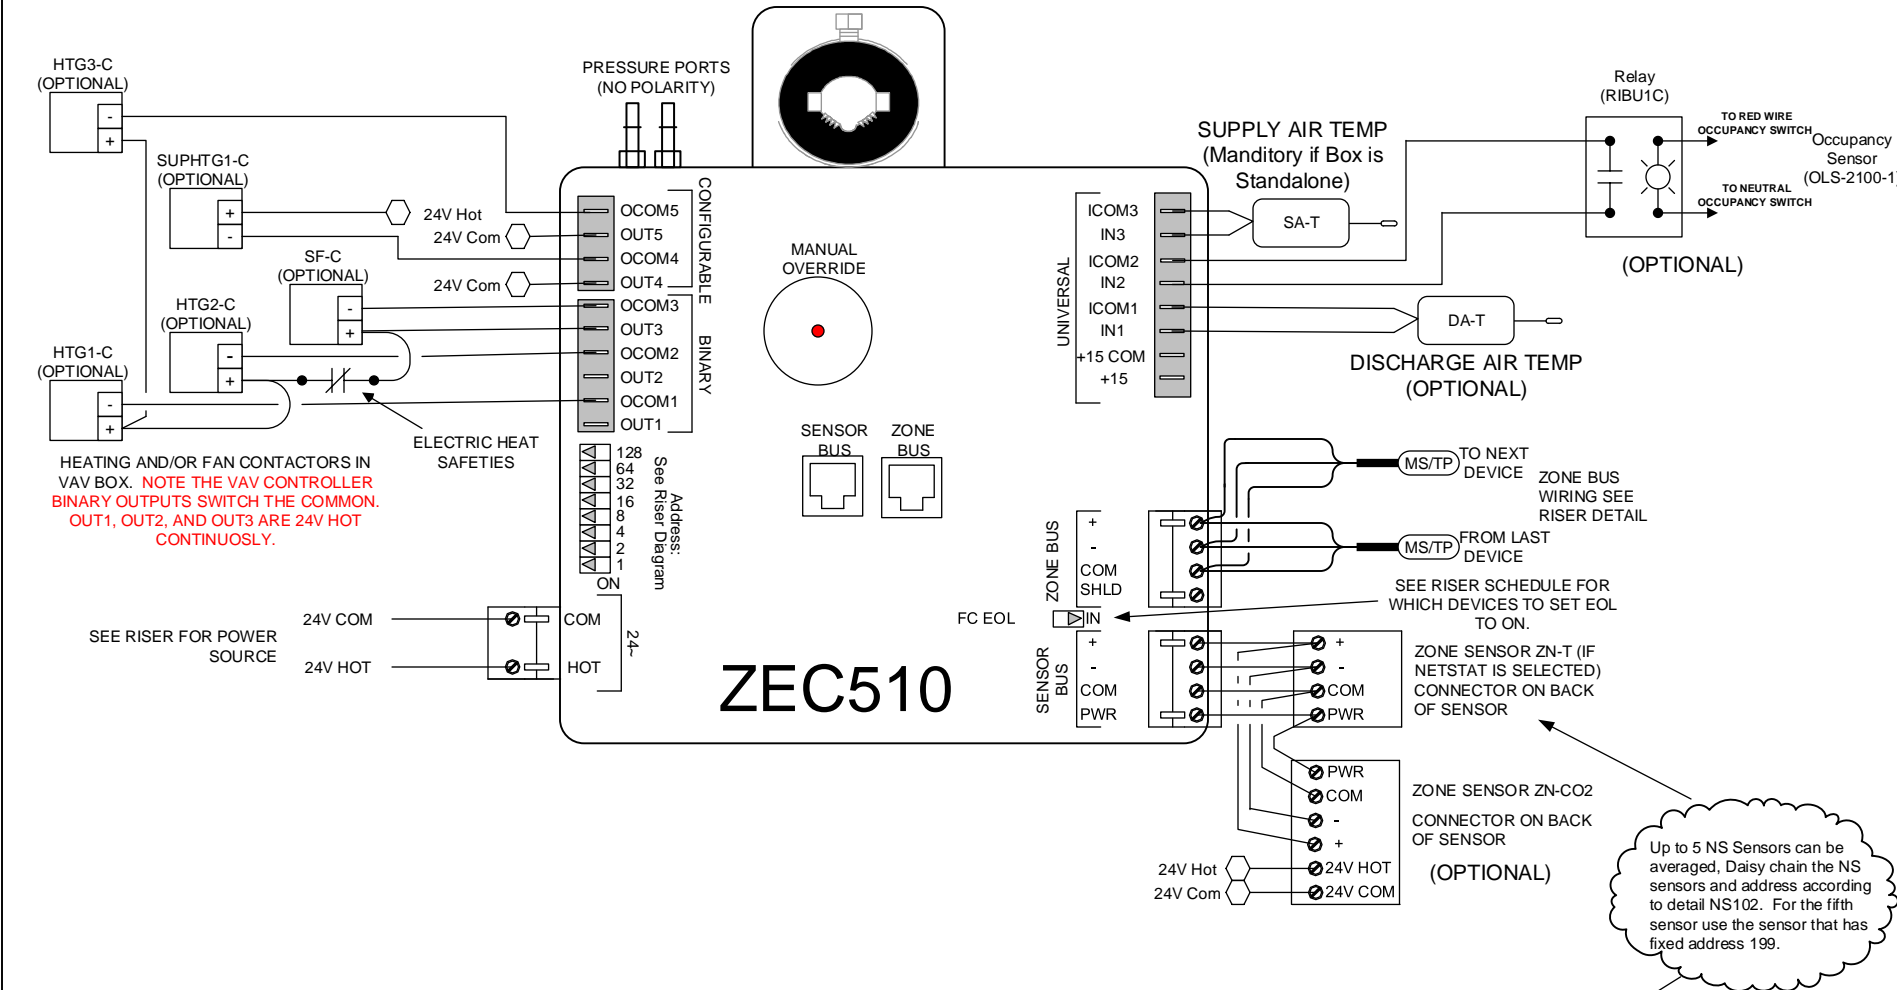 HTG3-C
(OPTIONAL)
-
+
SUPHTG1-C
(OPTIONAL)
+
-
24V Hot
24V Com
SF-C
(OPTIONAL)
-
+
24V Com
HTG2-C
(OPTIONAL)
-
+
HTG1-C
(OPTIONAL)
-
+
ELECTRIC HEAT
SAFETIES
HEATING AND/OR FAN CONTACTORS IN
VAV BOX. NOTE THE VAV CONTROLLER
BINARY OUTPUTS SWITCH THE COMMON.
OUT1, OUT2, AND OUT3 ARE 24V HOT
CONTINUOSLY.
PRESSURE PORTS
(NO POLARITY)
OCOM5
OUT5
OCOM4
OUT4
OCOM3
OUT3
OCOM2
OUT2
OCOM1
OUT1
CONFIGURABLE
BINARY
128
64
32
16
8
4
2
1
ON
Address:
See Riser Diagram
SEE RISER FOR POWER
SOURCE
24V COM
24V HOT
COM
HOT
24~
MANUAL
OVERRIDE
SENSOR
BUS
ZONE
BUS
ZEC510
UNIVERSAL
ICOM3
IN3
ICOM2
IN2
ICOM1
IN1
+15 COM
+15
SUPPLY AIR TEMP
(Manditory if Box is
Standalone)
SA-T
DA-T
DISCHARGE AIR TEMP
(OPTIONAL)
Relay
(RIBU1C)
TO RED WIRE
OCCUPANCY SWITCH
TO NEUTRAL
OCCUPANCY SWITCH
Occupancy
Sensor
(OLS-2100-1)
(OPTIONAL)
ZONE BUS
+
-
COM
SHLD
MS/TP
TO NEXT
DEVICE
MS/TP
FROM LAST
DEVICE
ZONE BUS
WIRING SEE
RISER DETAIL
FC EOL
IN
SEE RISER SCHEDULE FOR
WHICH DEVICES TO SET EOL
TO ON.
SENSOR
BUS
+
-
COM
PWR
+
-
COM
PWR
ZONE SENSOR ZN-T (IF
NETSTAT IS SELECTED)
CONNECTOR ON BACK
OF SENSOR
PWR
COM
-
+
24V HOT
24V COM
24V Hot
24V Com
ZONE SENSOR ZN-CO2
CONNECTOR ON BACK
OF SENSOR
(OPTIONAL)
Up to 5 NS Sensors can be
averaged, Daisy chain the NS
sensors and address according
to detail NS102. For the fifth
sensor use the sensor that has
fixed address 199.